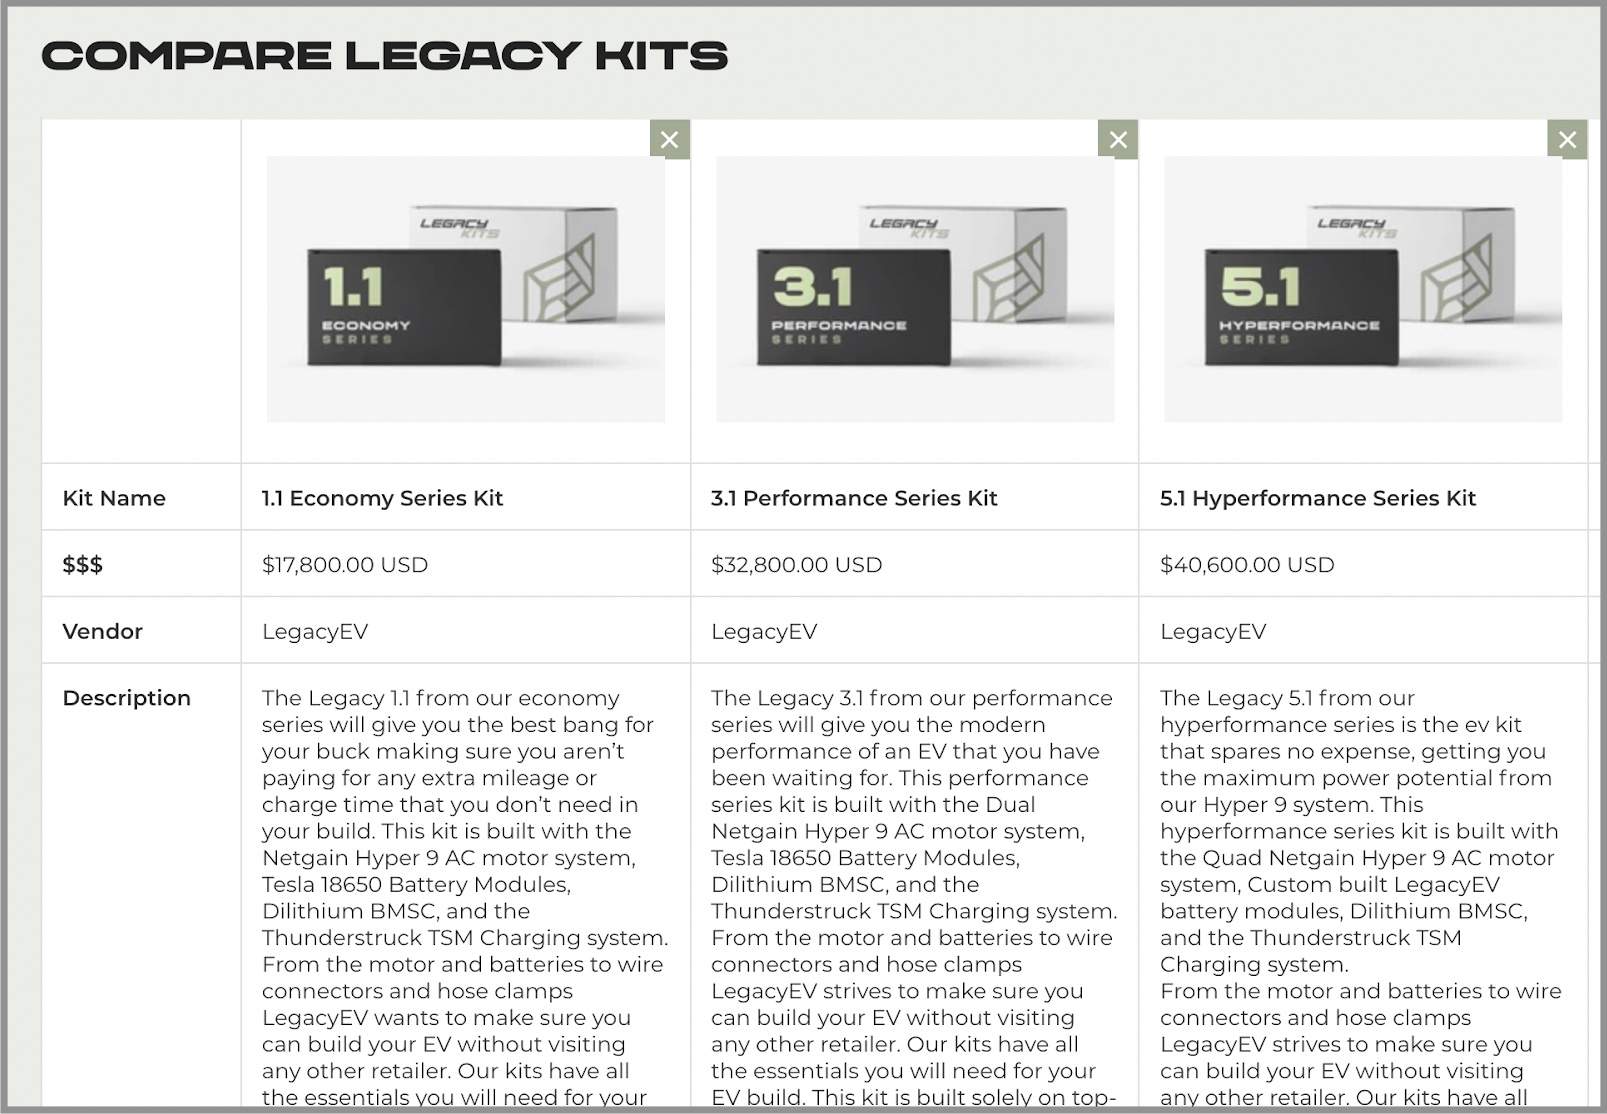 COMPARE LEGACY KITS
LEGACY
KITS
1.1
ECONOMY
SERIES
LEGACY
KITS
3.1
PERFORMANCE
SERIES
LEGACY
KITS
5.1
HYPERFORMANCE
SERIES
Kit Name
1.1 Economy Series Kit
3.1 Performance Series Kit
5.1 Hyperformance Series Kit
$$$
$17,800.00 USD
$32,800.00 USD
$40,600.00 USD
Vendor
LegacyEV
LegacyEV
LegacyEV
Description
The Legacy 1.1 from our economy
series will give you the best bang for
your buck making sure you aren’t
paying for any extra mileage or
charge time that you don’t need in
your build. This kit is built with the
Netgain Hyper 9 AC motor system,
Tesla 18650 Battery Modules,
Dilithium BMSC, and the
Thunderstruck TSM Charging system.
From the motor and batteries to wire
connectors and hose clamps
LegacyEV wants to make sure you
can build your EV without visiting
any other retailer. Our kits have all
the essentials you will need for your
The Legacy 3.1 from our performance
series will give you the modern
performance of an EV that you have
been waiting for. This performance
series kit is built with the Dual
Netgain Hyper 9 AC motor system,
Tesla 18650 Battery Modules,
Dilithium BMSC, and the
Thunderstruck TSM Charging system.
From the motor and batteries to wire
connectors and hose clamps
LegacyEV strives to make sure you
can build your EV without visiting
any other retailer. Our kits have all
the essentials you will need for your
EV build. This kit is built solely on top-
The Legacy 5.1 from our
hyperformance series is the ev kit
that spares no expense, getting you
the maximum power potential from
our Hyper 9 system. This
hyperformance series kit is built with
the Quad Netgain Hyper 9 AC motor
system, Custom built LegacyEV
battery modules, Dilithium BMSC,
and the Thunderstruck TSM
Charging system.
From the motor and batteries to wire
connectors and hose clamps
LegacyEV strives to make sure you
can build your EV without visiting
any other retailer. Our kits have all